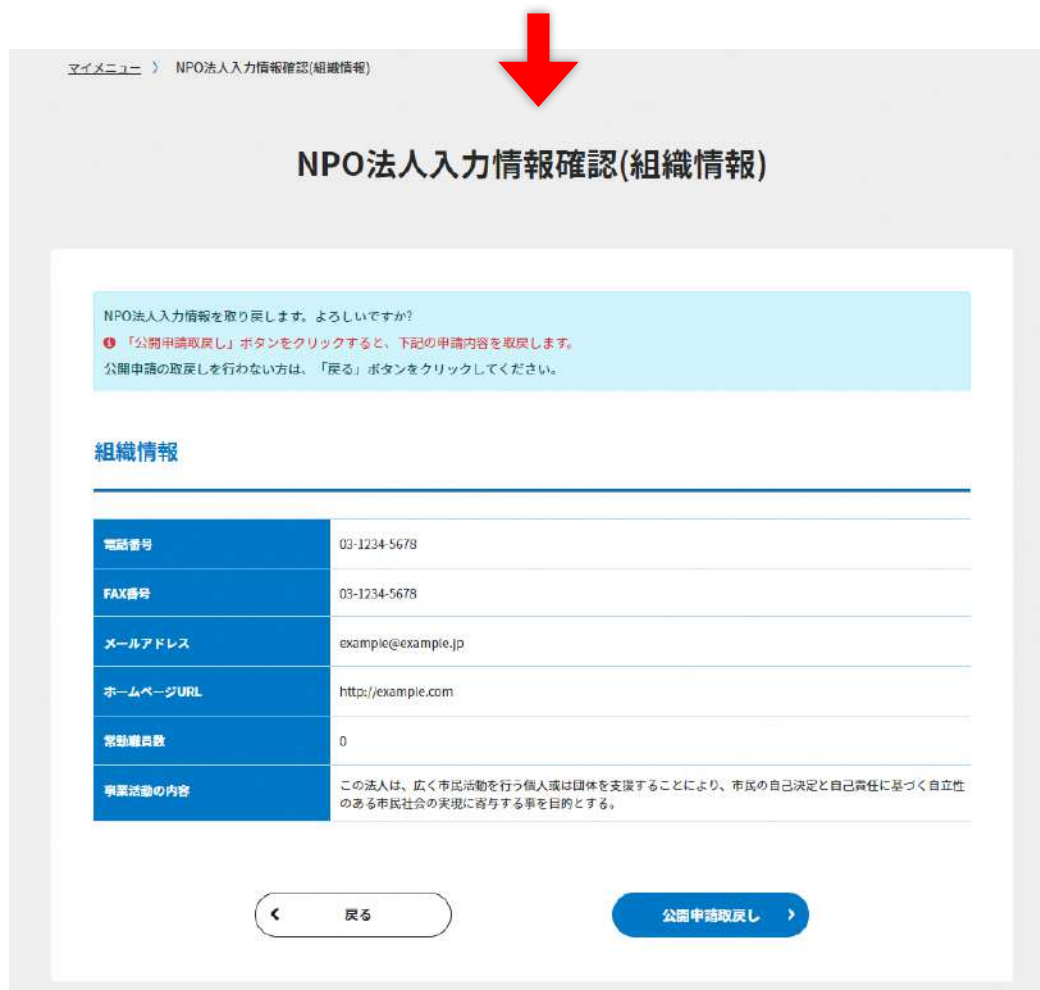 マイメニュー 〉 NPO法人入力情報確認(組織情報)
NPO法人入力情報確認(組織情報)
NPO法人入力情報を取り戻します。よろしいですか?
「公開申請取戻し」ボタンをクリックすると、下記の申請内容を取戻します。
公開申請の取戻しを行わない方は、「戻る」ボタンをクリックしてください。
組織情報
電話番号 03-1234-5678
FAX番号 03-1234-5678
メールアドレス example@example.jp
ホームページURL http://example.com
常勤職員数 0
事業活動の内容 この法人は、広く市民活動を行う個人或は団体を支援することにより、市民の自己決定と自己責任に基づく自立性
のある市民社会の実現に寄与する事を目的とする。
戻る 公開申請取戻し